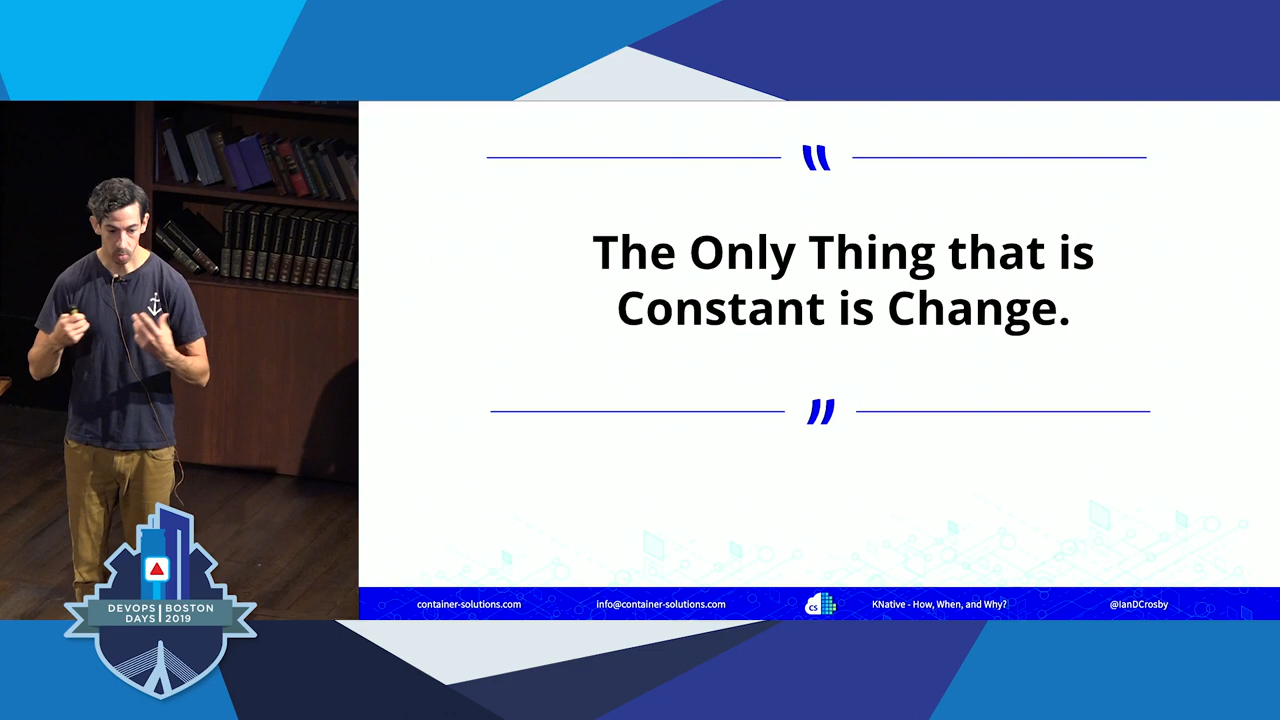 “
The Only Thing that is
Constant is Change.
”
container-solutions.com
info@container-solutions.com
cs
KNative - How, When, and Why?
@IanDCrosby
DEVOPS BOSTON
DAYS 2019